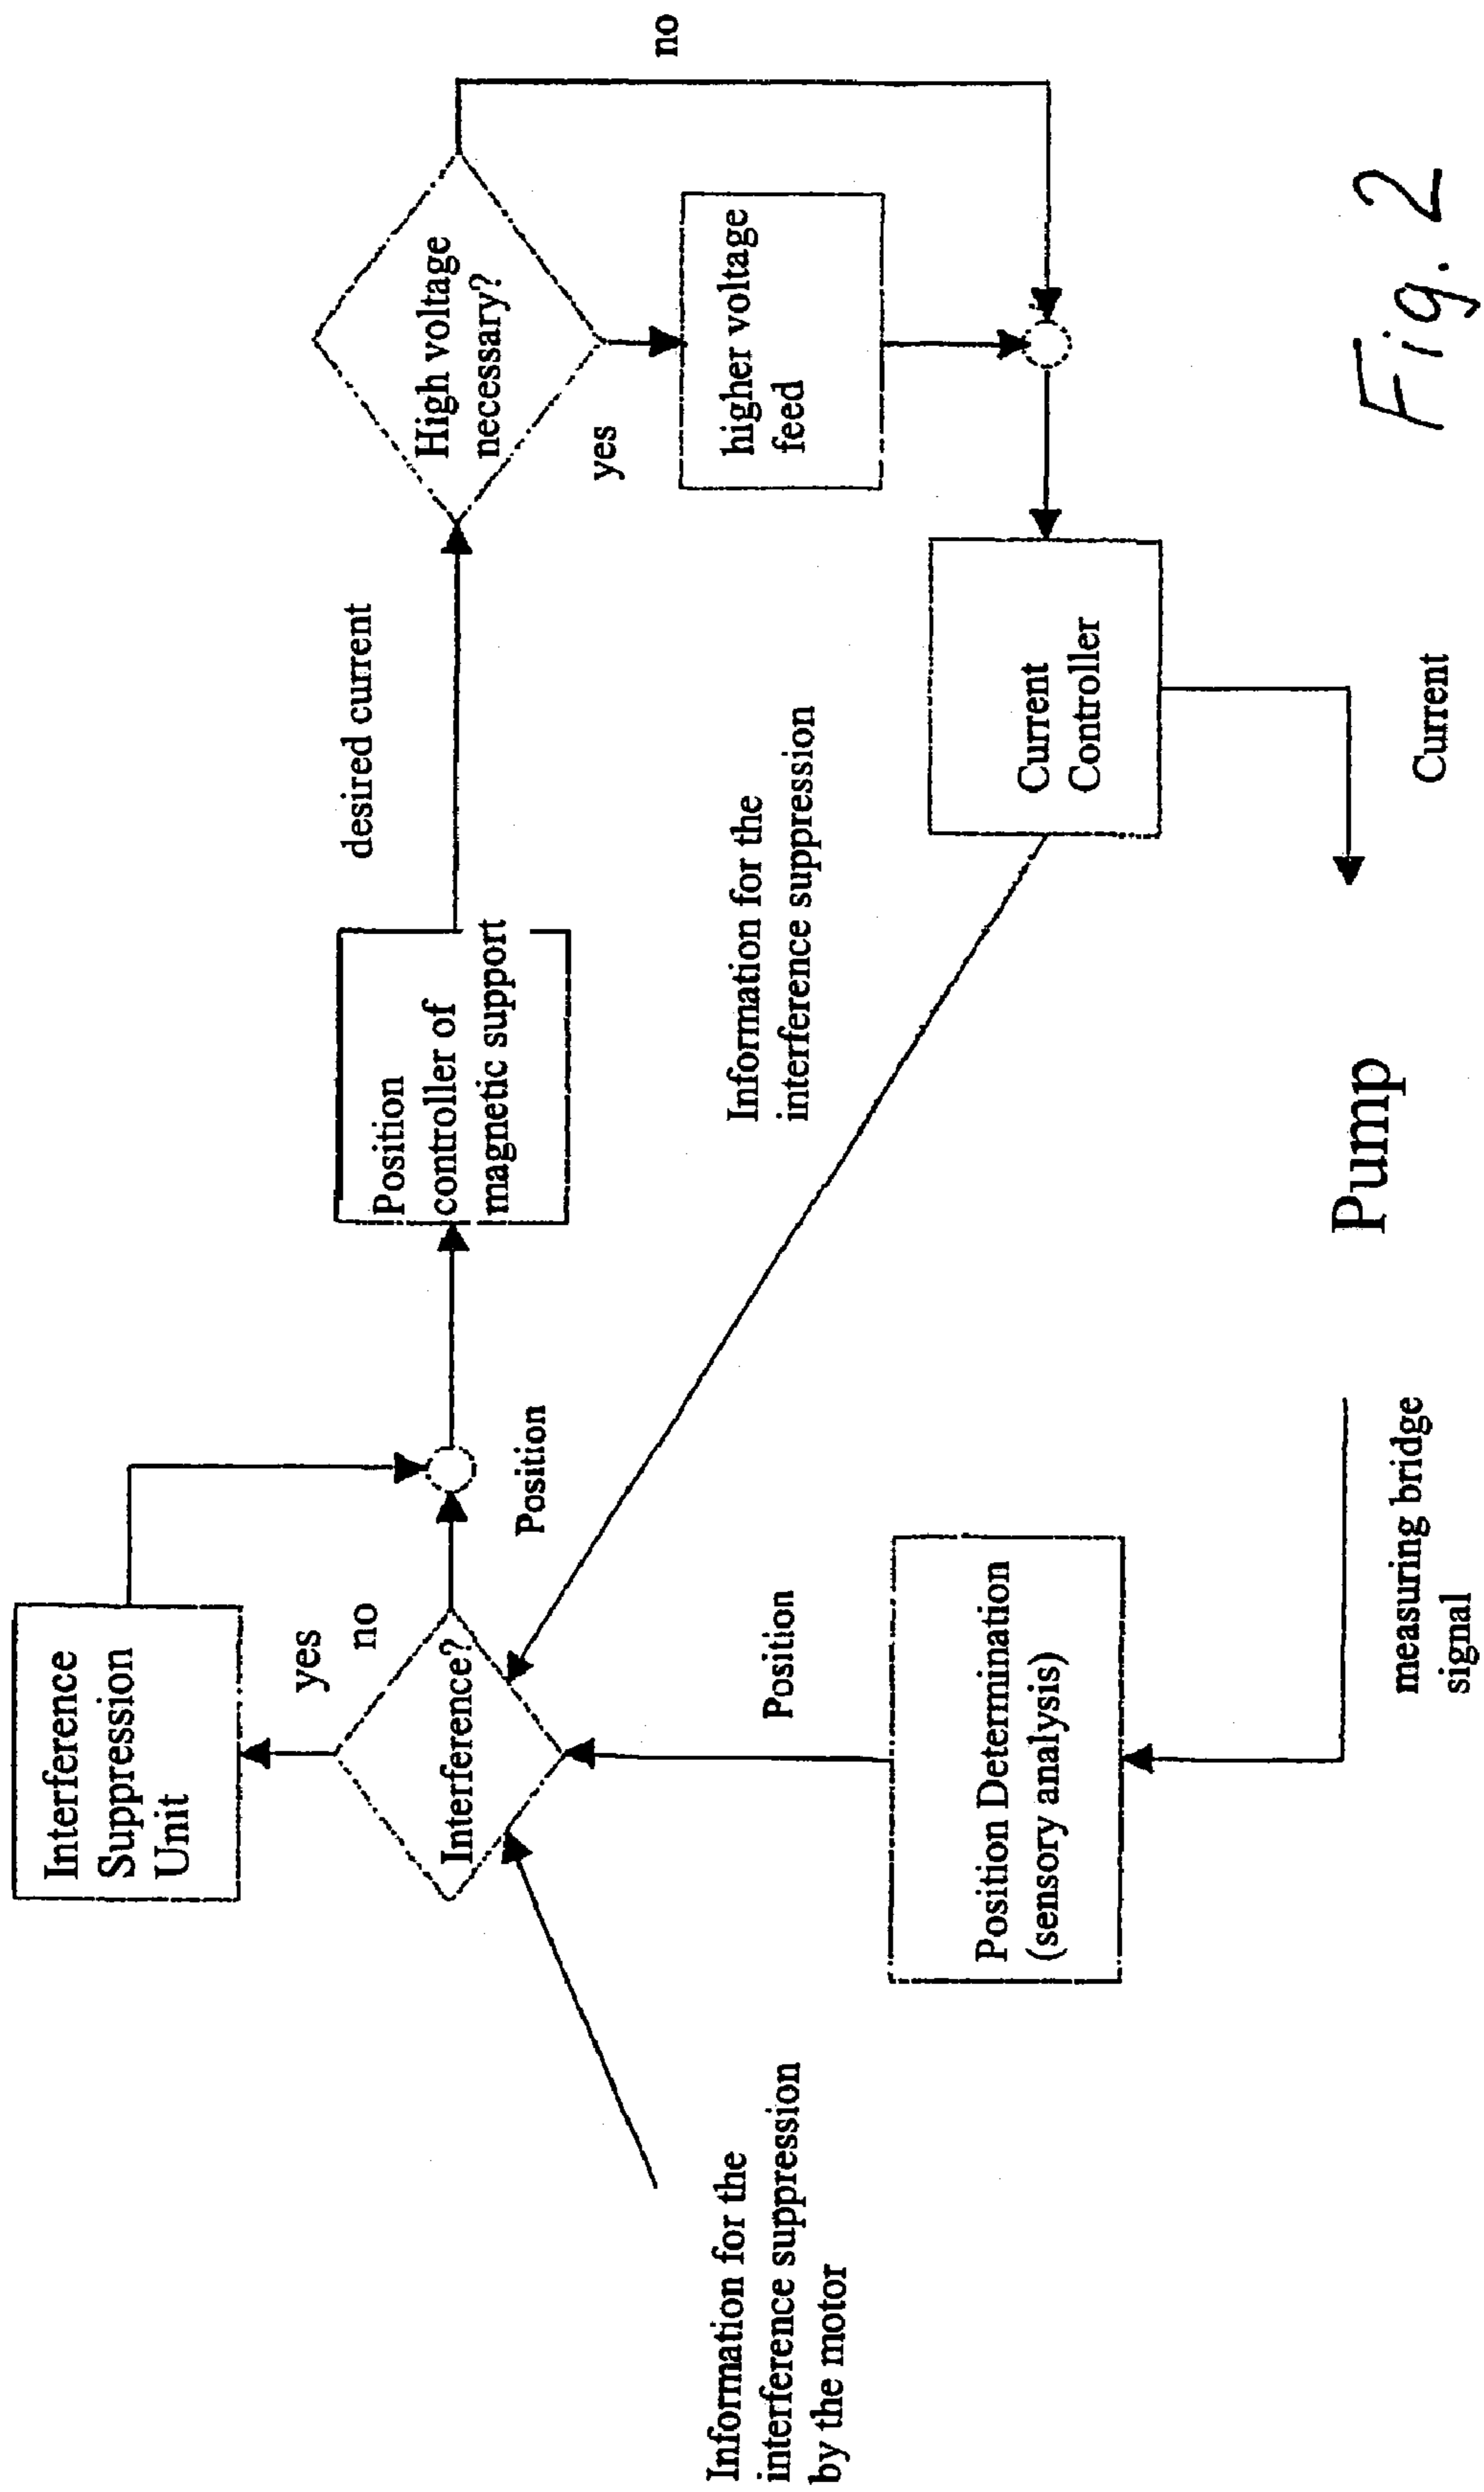 Interference
Suppression
Unit
yes
no
Interference?
Position
Position
controller of
magnetic support
desired current
High voltage
necessary?
no
yes
higher voltage
feed
Information for the
interference suppression
by the motor
Position
Information for the
interference suppression
Position Determination
(sensory analysis)
Current
Controller
measuring bridge
signal
Pump
Current
Fig. 2